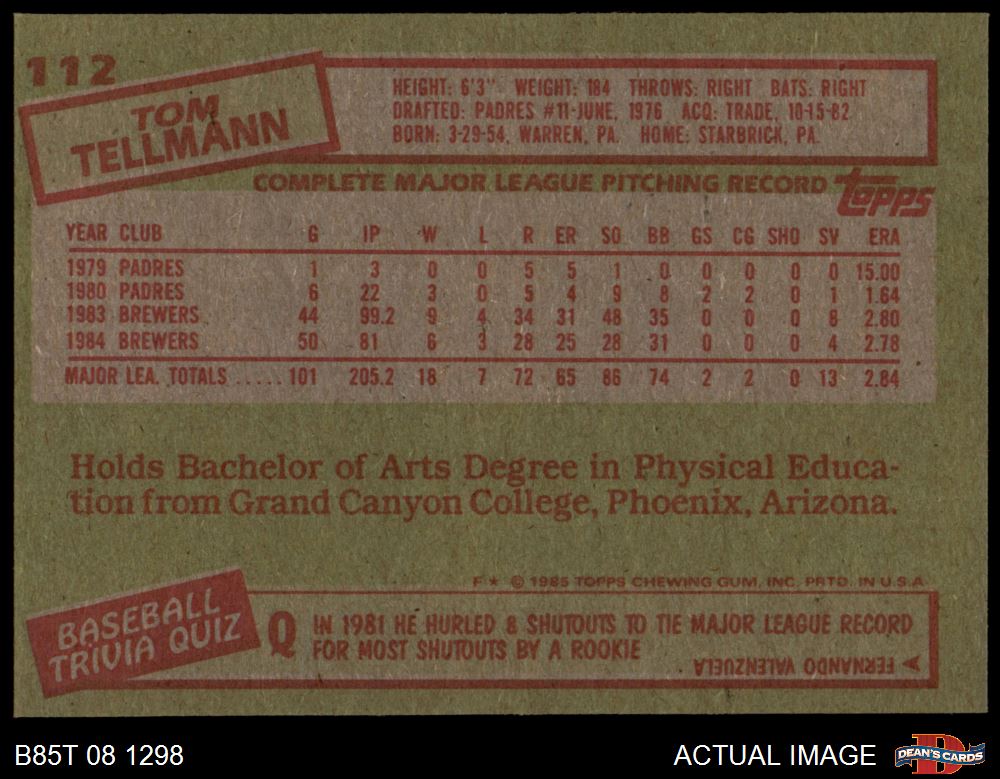 112
TOM
TELLMANN
HEIGHT: 6'3" WEIGHT: 184 THROWS: RIGHT BATS: RIGHT
DRAFTED: PADRES #11-JUNE, 1976 ACQ: TRADE, 10-15-82
BORN: 3-29-54, WARREN, PA. HOME: STARBRICK, PA.
COMPLETE MAJOR LEAGUE PITCHING RECORD
TOPPS
YEAR CLUB G IP W L R ER SO BB GS CG SHO SV ERA
1979 PADRES 1 3 0 0 5 5 1 0 0 0 0 0 15.00
1980 PADRES 6 22 3 0 5 4 9 8 2 2 0 1 1.64
1983 BREWERS 44 99.2 9 4 34 31 48 35 0 0 0 8 2.80
1984 BREWERS 50 81 6 3 28 25 28 31 0 0 0 4 2.78
MAJOR LEA. TOTALS ..... 101 205.2 18 7 72 65 86 74 2 2 0 13 2.84
Holds Bachelor of Arts Degree in Physical Educa-
tion from Grand Canyon College, Phoenix, Arizona.
F ★ © 1985 TOPPS CHEWING GUM, INC. PRTD. IN U.S.A.
BASEBALL
TRIVIA QUIZ
Q IN 1981 HE HURLED 8 SHUTOUTS TO TIE MAJOR LEAGUE RECORD
FOR MOST SHUTOUTS BY A ROOKIE
A FERNANDO VALENZUELA
B85T 08 1298
ACTUAL IMAGE
DEAN'S CARDS